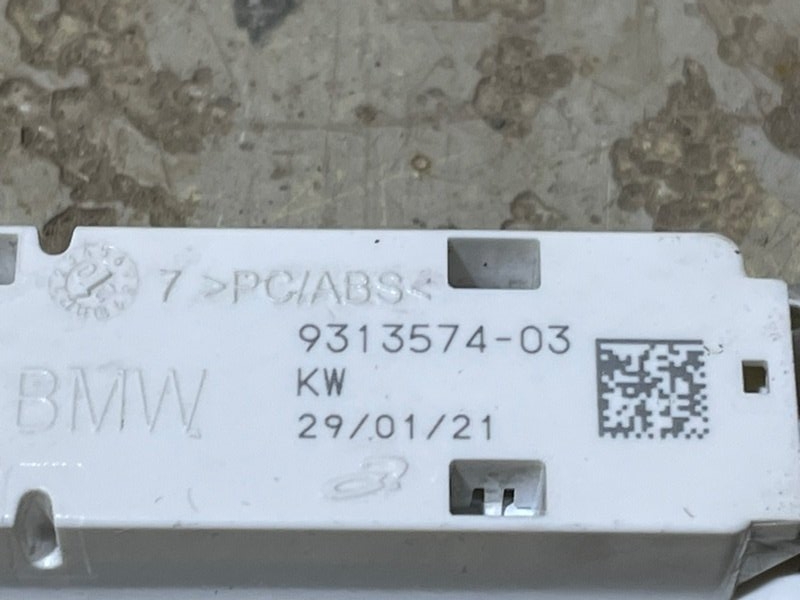 7 >PC/ABS<
9313574-03
KW
BMW
29/01/21